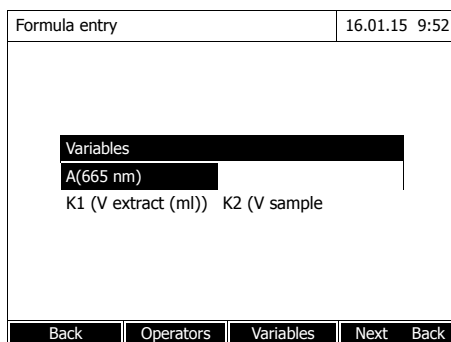 Formula entry 16.01.15 9:52
Variables
A(665 nm)
K1 (V extract (ml)) K2 (V sample
Back Operators Variables Next Back